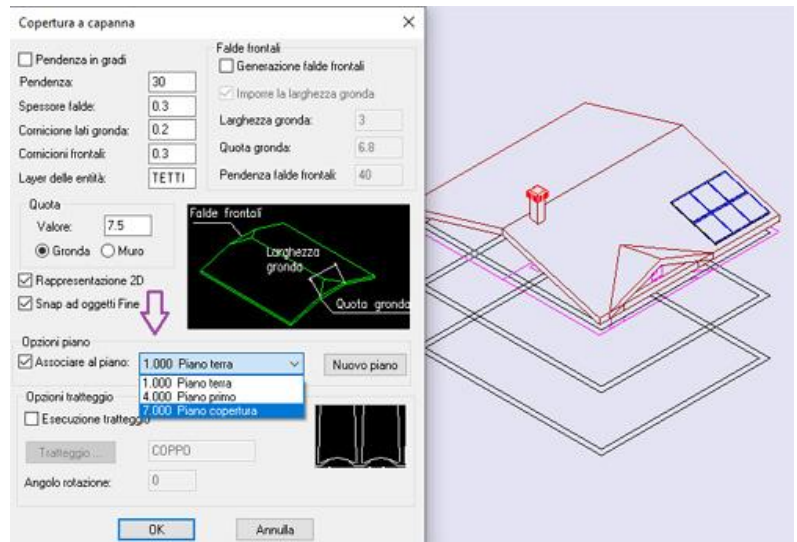 Copertura a capanna
Pendenza in gradi
Pendenza: 30
Spessore falde: 0.3
Cornicione lati gronda: 0.2
Cornicioni frontali: 0.3
Layer delle entità: TETTI
Falde frontali
Generazione falde frontali
Imporre la larghezza gronda
Larghezza gronda: 3
Quota gronda: 6.8
Pendenza falde frontali: 40
Quota
Valore: 7.5
Gronda Muro
Falde frontali
Larghezza
gronda
Quota gronda
Rappresentazione 2D
Snap ad oggetti Fine
Opzioni piano
Associare al piano: 1.000 Piano terra Nuovo piano
1.000 Piano terra
4.000 Piano primo
7.000 Piano copertura
Opzioni tratteggio
Esecuzione tratteggio
Tratteggio ... COPPO
Angolo rotazione: 0
OK Annulla